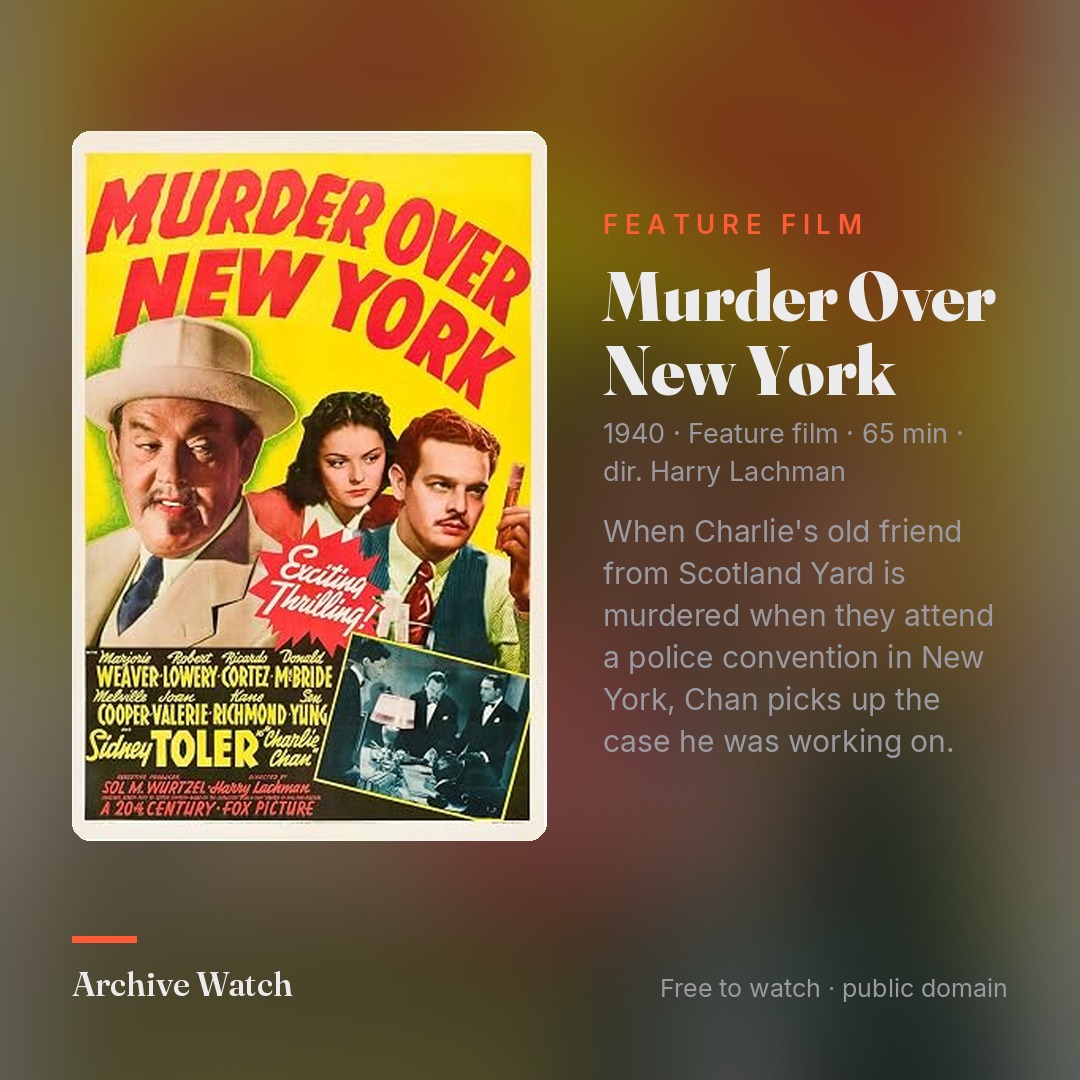 MURDER OVER
NEW YORK
Exciting
Thrilling!
Marjorie Robert Ricardo Donald
WEAVER · LOWERY · CORTEZ · McBRIDE
Melville Joan Kane Sen
COOPER · VALERIE · RICHMOND · YUNG
Sidney TOLER as "Charlie Chan"
EXECUTIVE PRODUCER DIRECTED BY
SOL M. WURTZEL · Harry Lachman
A 20th CENTURY-FOX PICTURE
FEATURE FILM
Murder Over
New York
1940 · Feature film · 65 min ·
dir. Harry Lachman
When Charlie's old friend
from Scotland Yard is
murdered when they attend
a police convention in New
York, Chan picks up the
case he was working on.
Archive Watch
Free to watch · public domain